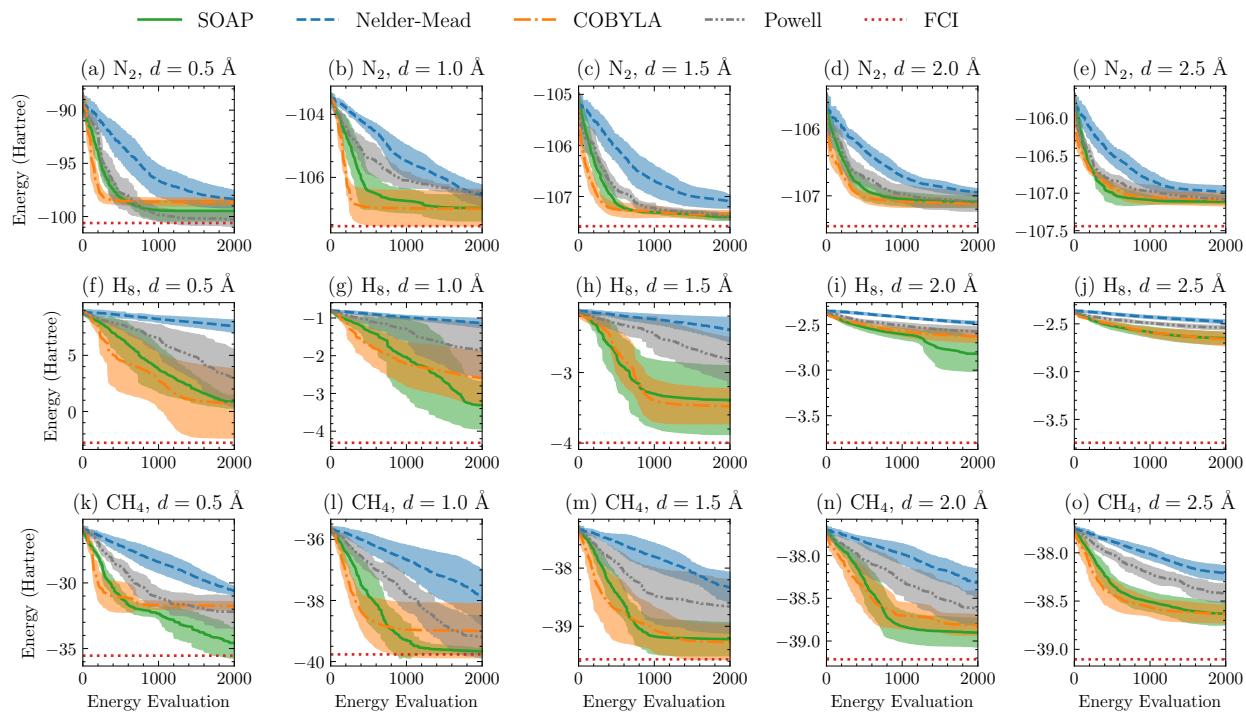 SOAP Nelder-Mead COBYLA Powell FCI
(a) N₂, d = 0.5 Å (b) N₂, d = 1.0 Å (c) N₂, d = 1.5 Å (d) N₂, d = 2.0 Å (e) N₂, d = 2.5 Å
Energy (Hartree)
−90
−95
−100
0 1000 2000
−104
−106
0 1000 2000
−105
−106
−107
0 1000 2000
−106
−107
0 1000 2000
−106.0
−106.5
−107.0
−107.5
0 1000 2000
(f) H₈, d = 0.5 Å (g) H₈, d = 1.0 Å (h) H₈, d = 1.5 Å (i) H₈, d = 2.0 Å (j) H₈, d = 2.5 Å
Energy (Hartree)
5
0
0 1000 2000
−1
−2
−3
−4
0 1000 2000
−3
−4
0 1000 2000
−2.5
−3.0
−3.5
0 1000 2000
−2.5
−3.0
−3.5
0 1000 2000
(k) CH₄, d = 0.5 Å (l) CH₄, d = 1.0 Å (m) CH₄, d = 1.5 Å (n) CH₄, d = 2.0 Å (o) CH₄, d = 2.5 Å
Energy (Hartree)
−30
−35
0 1000 2000
−36
−38
−40
0 1000 2000
−38
−39
0 1000 2000
−38.0
−38.5
−39.0
0 1000 2000
−38.0
−38.5
−39.0
0 1000 2000
Energy Evaluation Energy Evaluation Energy Evaluation Energy Evaluation Energy Evaluation